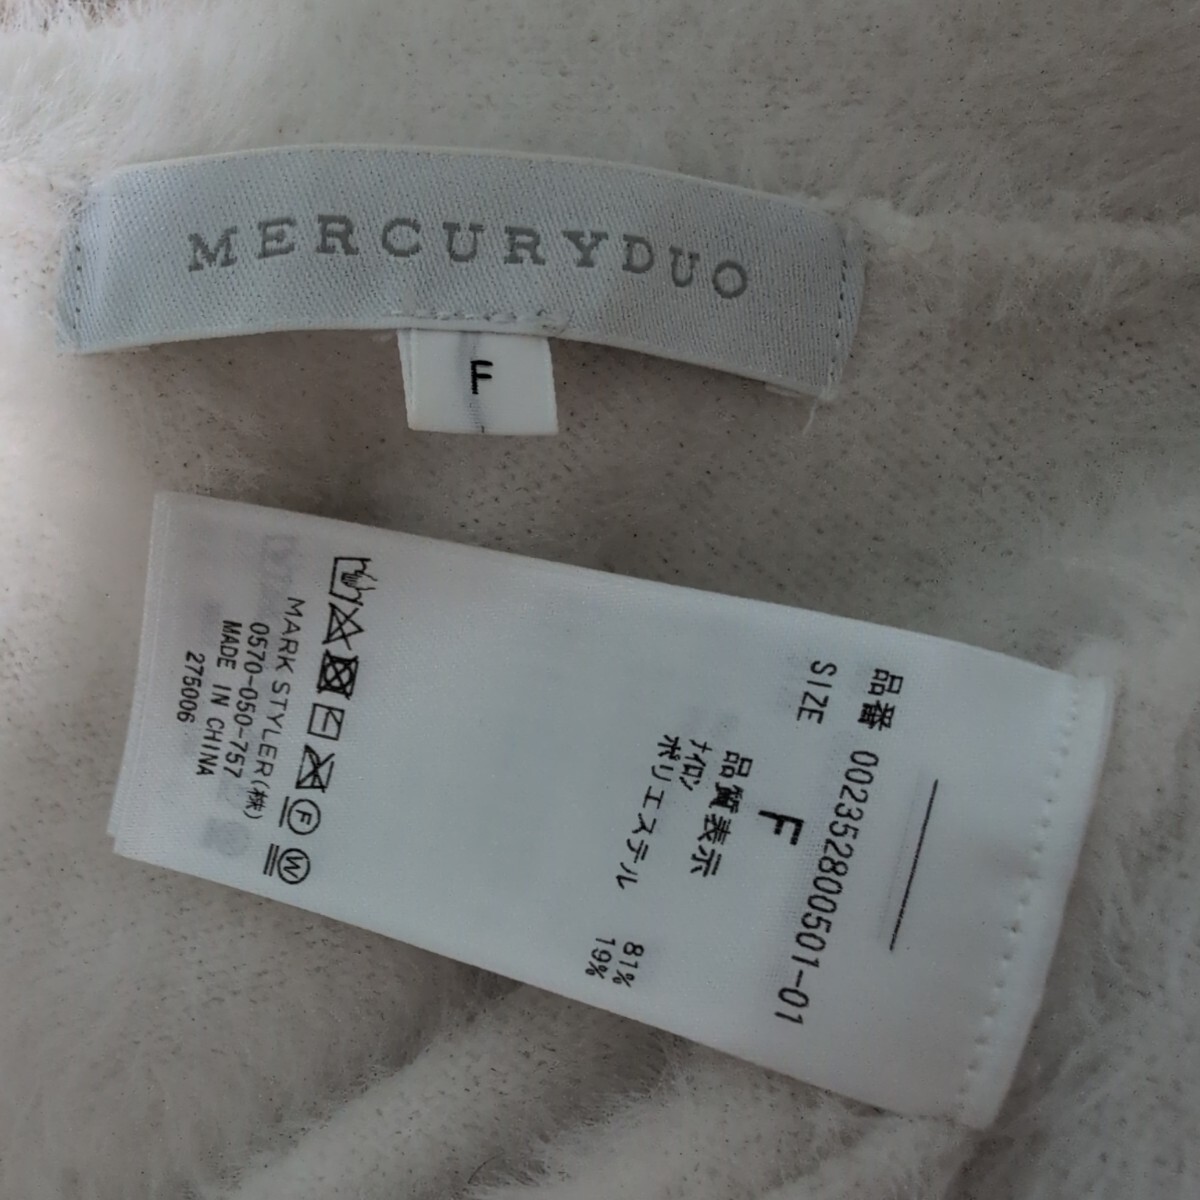 MERCURYDUO
F
品番 002352800501-01
SIZE
F
品質表示
ナイロン 81%
ポリエステル 19%
MARK STYLER(株)
0570-050-757
MADE IN CHINA
275006